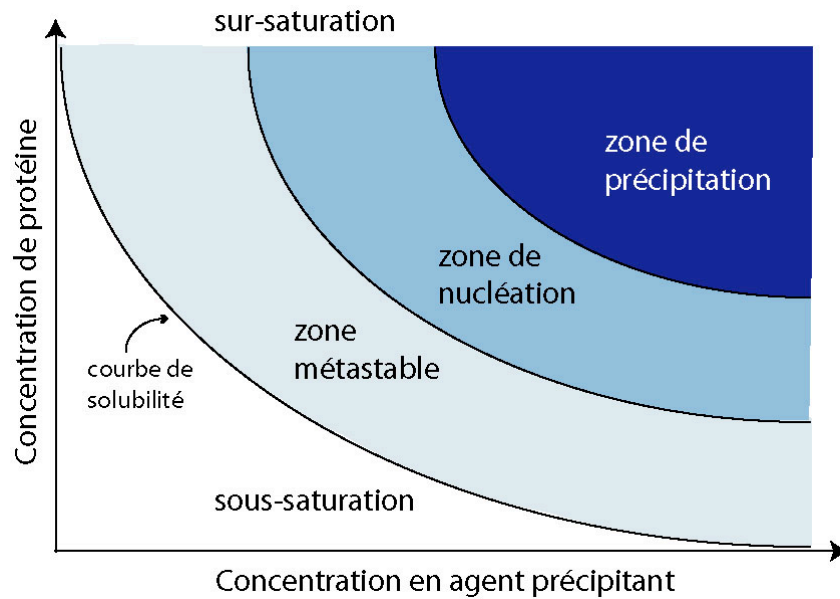 sur-saturation
Concentration de protéine
zone de
précipitation
zone de
nucléation
zone
métastable
courbe de
solubilité
sous-saturation
Concentration en agent précipitant